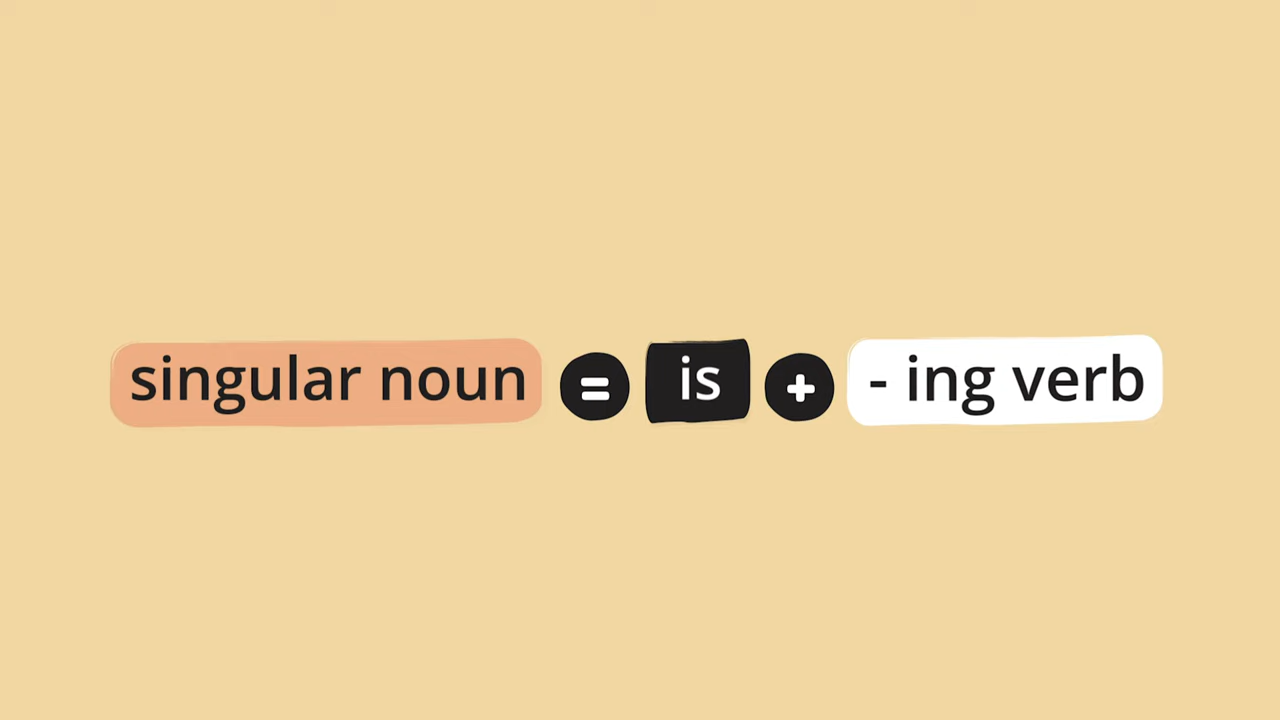 singular noun = is + - ing verb